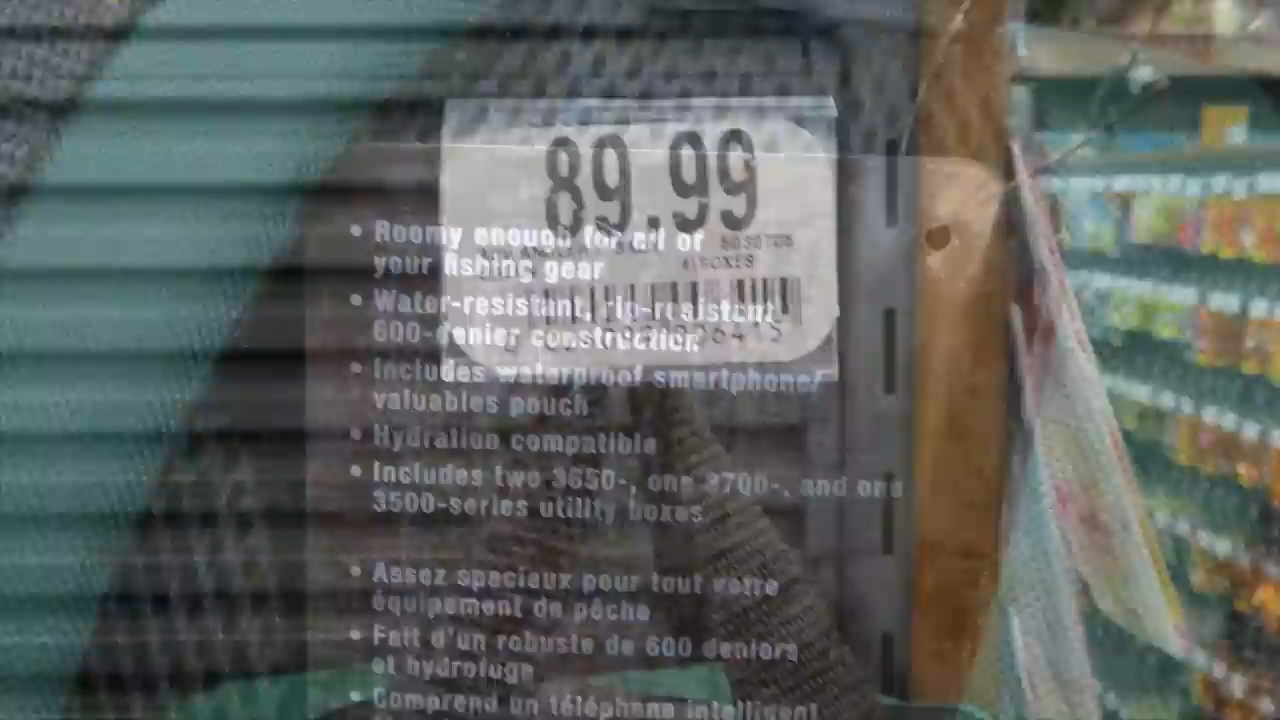 89.99
• Roomy enough for all of
your fishing gear
• Water-resistant, rip-resistant
600-denier construction
• Includes waterproof smartphone/
valuables pouch
• Hydration compatible
• Includes two 3650-, one 3700-, and one
3500-series utility boxes
• Assez spacieux pour tout votre
équipement de pêche
• Fait d'un robuste de 600 deniers
et hydrofuge
• Comprend un téléphone intelligent